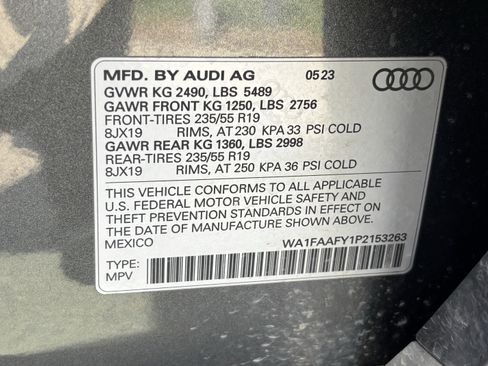 MFD. BY AUDI AG 0523
GVWR KG 2490, LBS 5489
GAWR FRONT KG 1250, LBS 2756
FRONT-TIRES 235/55 R19
8JX19 RIMS, AT 230 KPA 33 PSI COLD
GAWR REAR KG 1360, LBS 2998
REAR-TIRES 235/55 R19
8JX19 RIMS, AT 250 KPA 36 PSI COLD
THIS VEHICLE CONFORMS TO ALL APPLICABLE
U.S. FEDERAL MOTOR VEHICLE SAFETY AND
THEFT PREVENTION STANDARDS IN EFFECT ON
THE DATE OF MANUFACTURE SHOWN ABOVE.
MEXICO WA1FAAFY1P2153263
TYPE:
MPV